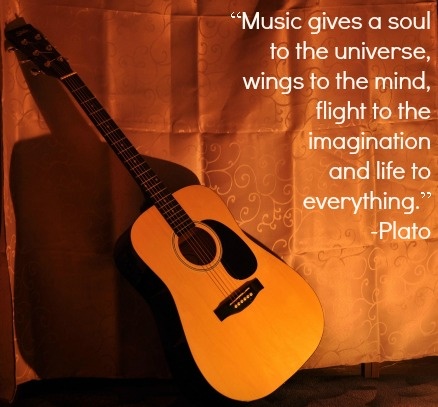 “Music gives a soul
to the universe,
wings to the mind,
flight to the
imagination
and life to
everything.”
-Plato